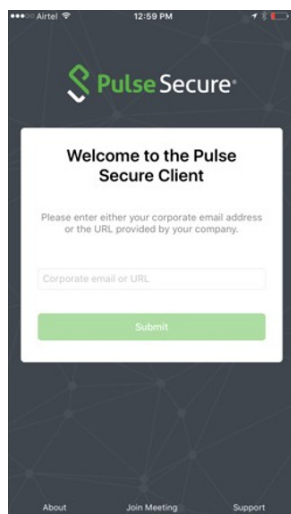 Airtel 12:59 PM
Pulse Secure®
Welcome to the Pulse
Secure Client
Please enter either your corporate email address
or the URL provided by your company.
Corporate email or URL
Submit
About Join Meeting Support